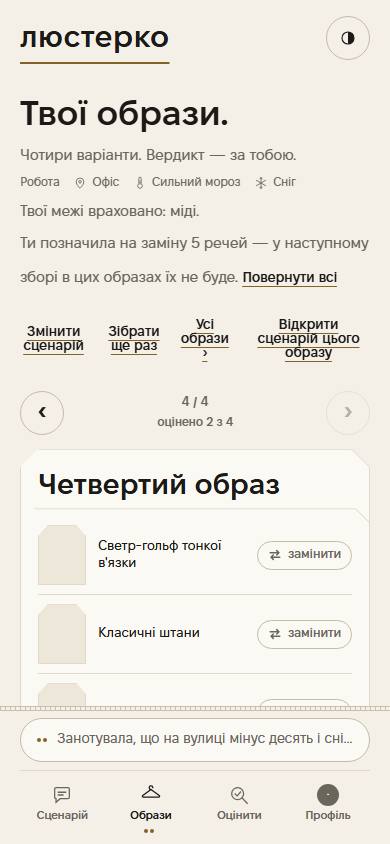 люстерко
Твої образи.
Чотири варіанти. Вердикт — за тобою.
Робота Офіс Сильний мороз Сніг
Твої межі враховано: міді.
Ти позначила на заміну 5 речей — у наступному
зборі в цих образах їх не буде. Повернути всі
Змінити
сценарій
Зібрати
ще раз
Усі
образи
›
Відкрити
сценарій цього
образу
‹
4 / 4
оцінено 2 з 4
›
Четвертий образ
Светр-гольф тонкої
в'язки
замінити
Класичні штани
замінити
Занотувала, що на вулиці мінус десять і сні…
Сценарій
Образи
Оцінити
Профіль